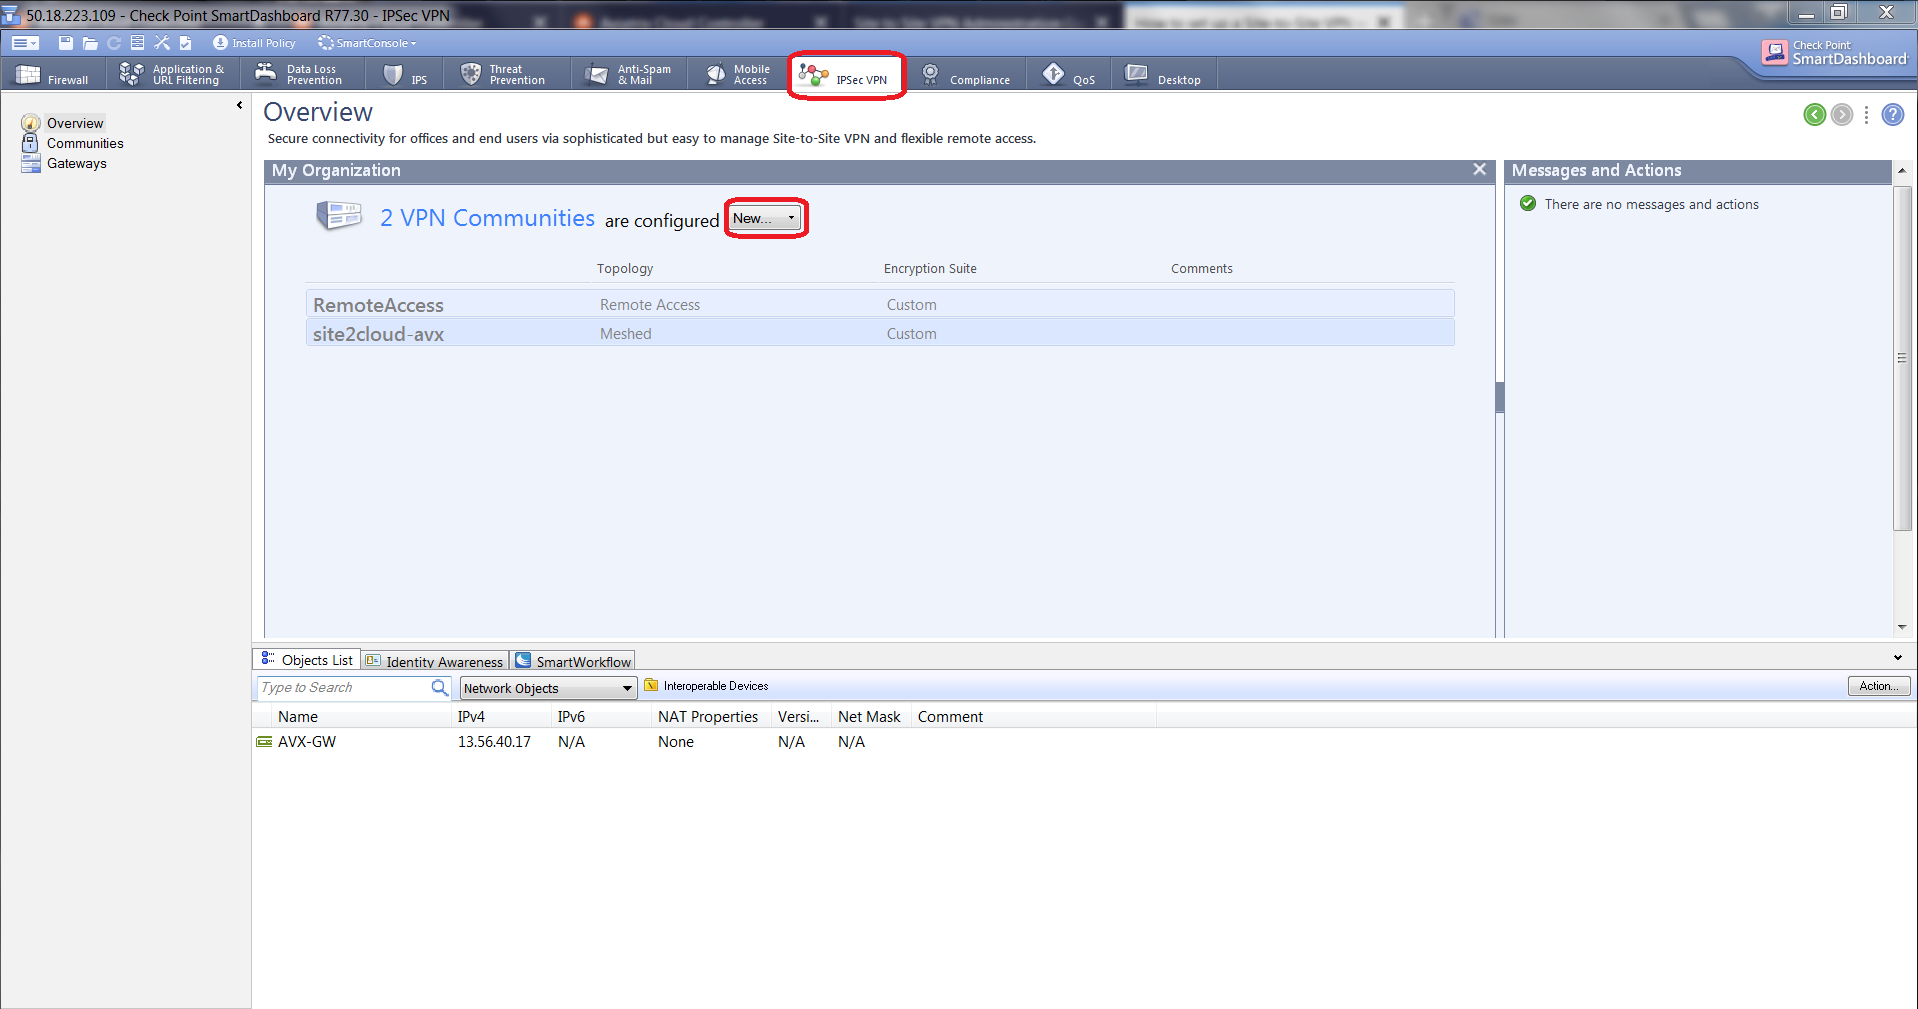 50.18.223.109 - Check Point SmartDashboard R77.30 - IPSec VPN
Install Policy SmartConsole
Check Point
SmartDashboard
Firewall
Application &
URL Filtering
Data Loss
Prevention
IPS
Threat
Prevention
Anti-Spam
& Mail
Mobile
Access
IPSec VPN
Compliance
QoS
Desktop
Overview
Communities
Gateways
Overview
Secure connectivity for offices and end users via sophisticated but easy to manage Site-to-Site VPN and flexible remote access.
My Organization
2 VPN Communities are configured New...
Topology Encryption Suite Comments
RemoteAccess Remote Access Custom
site2cloud-avx Meshed Custom
Messages and Actions
There are no messages and actions
Objects List Identity Awareness SmartWorkflow
Type to Search Network Objects Interoperable Devices Action...
Name IPv4 IPv6 NAT Properties Versi... Net Mask Comment
AVX-GW 13.56.40.17 N/A None N/A N/A